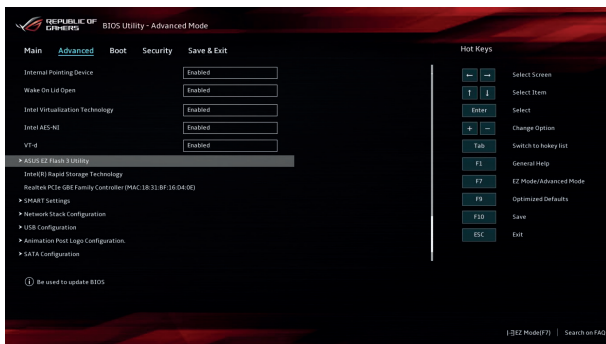 REPUBLIC OF
GAMERS
BIOS Utility - Advanced Mode
Main Advanced Boot Security Save & Exit
Hot Keys
Internal Pointing Device Enabled
Wake On Lid Open Enabled
Intel Virtualization Technology Enabled
Intel AES-NI Enabled
VT-d Enabled
> ASUS EZ Flash 3 Utility
Intel(R) Rapid Storage Technology
Realtek PCIe GBE Family Controller (MAC:18:31:BF:16:D4:0E)
> SMART Settings
> Network Stack Configuration
> USB Configuration
> Animation Post Logo Configuration.
> SATA Configuration
i Be used to update BIOS
← → Select Screen
↑ ↓ Select Item
Enter Select
+ - Change Option
Tab Switch to hokey list
F1 General Help
F7 EZ Mode/Advanced Mode
F9 Optimized Defaults
F10 Save
ESC Exit
EZ Mode(F7) | Search on FAQ